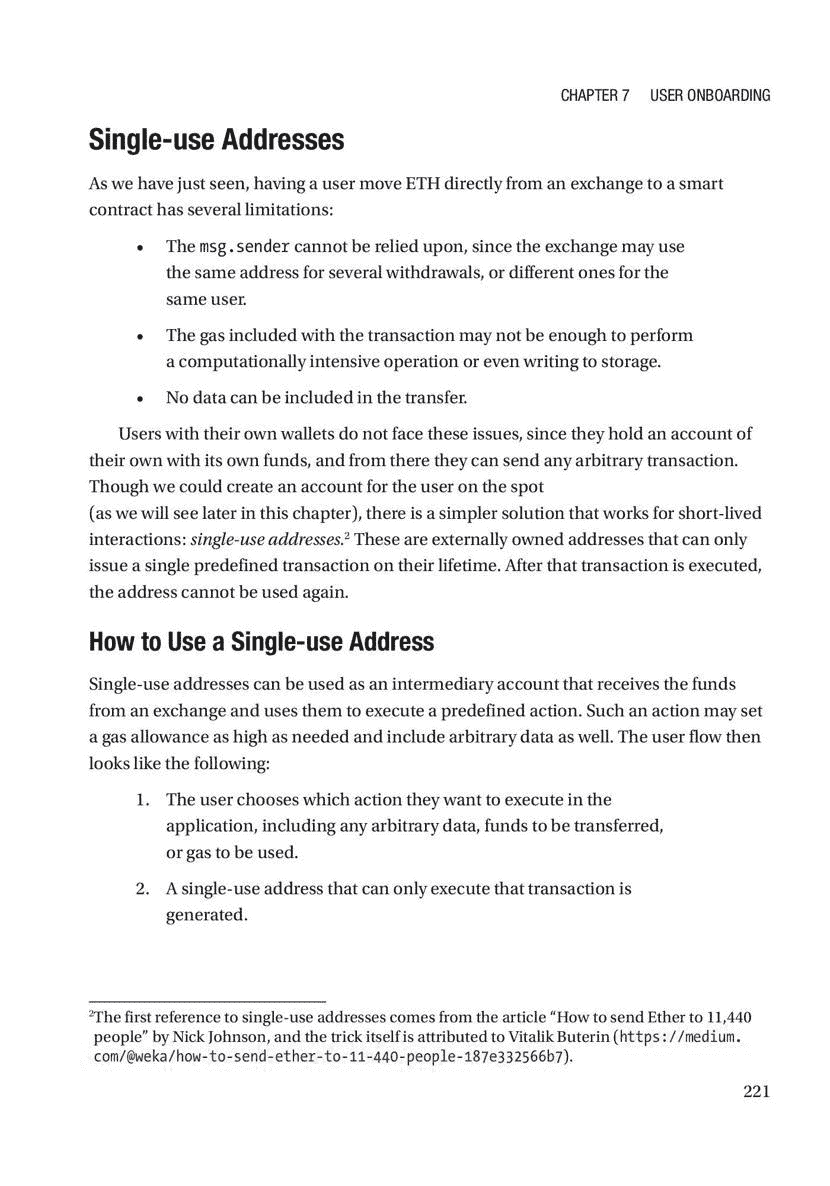 CHAPTER 7 USER ONBOARDING
Single-use Addresses
As we have just seen, having a user move ETH directly from an exchange to a smart
contract has several limitations:
• The msg.sender cannot be relied upon, since the exchange may use
the same address for several withdrawals, or different ones for the
same user.
• The gas included with the transaction may not be enough to perform
a computationally intensive operation or even writing to storage.
• No data can be included in the transfer.
Users with their own wallets do not face these issues, since they hold an account of
their own with its own funds, and from there they can send any arbitrary transaction.
Though we could create an account for the user on the spot
(as we will see later in this chapter), there is a simpler solution that works for short-lived
interactions: single-use addresses.² These are externally owned addresses that can only
issue a single predefined transaction on their lifetime. After that transaction is executed,
the address cannot be used again.
How to Use a Single-use Address
Single-use addresses can be used as an intermediary account that receives the funds
from an exchange and uses them to execute a predefined action. Such an action may set
a gas allowance as high as needed and include arbitrary data as well. The user flow then
looks like the following:
1. The user chooses which action they want to execute in the
application, including any arbitrary data, funds to be transferred,
or gas to be used.
2. A single-use address that can only execute that transaction is
generated.
²The first reference to single-use addresses comes from the article “How to send Ether to 11,440
people” by Nick Johnson, and the trick itself is attributed to Vitalik Buterin (https://medium.
com/@weka/how-to-send-ether-to-11-440-people-187e332566b7).
221